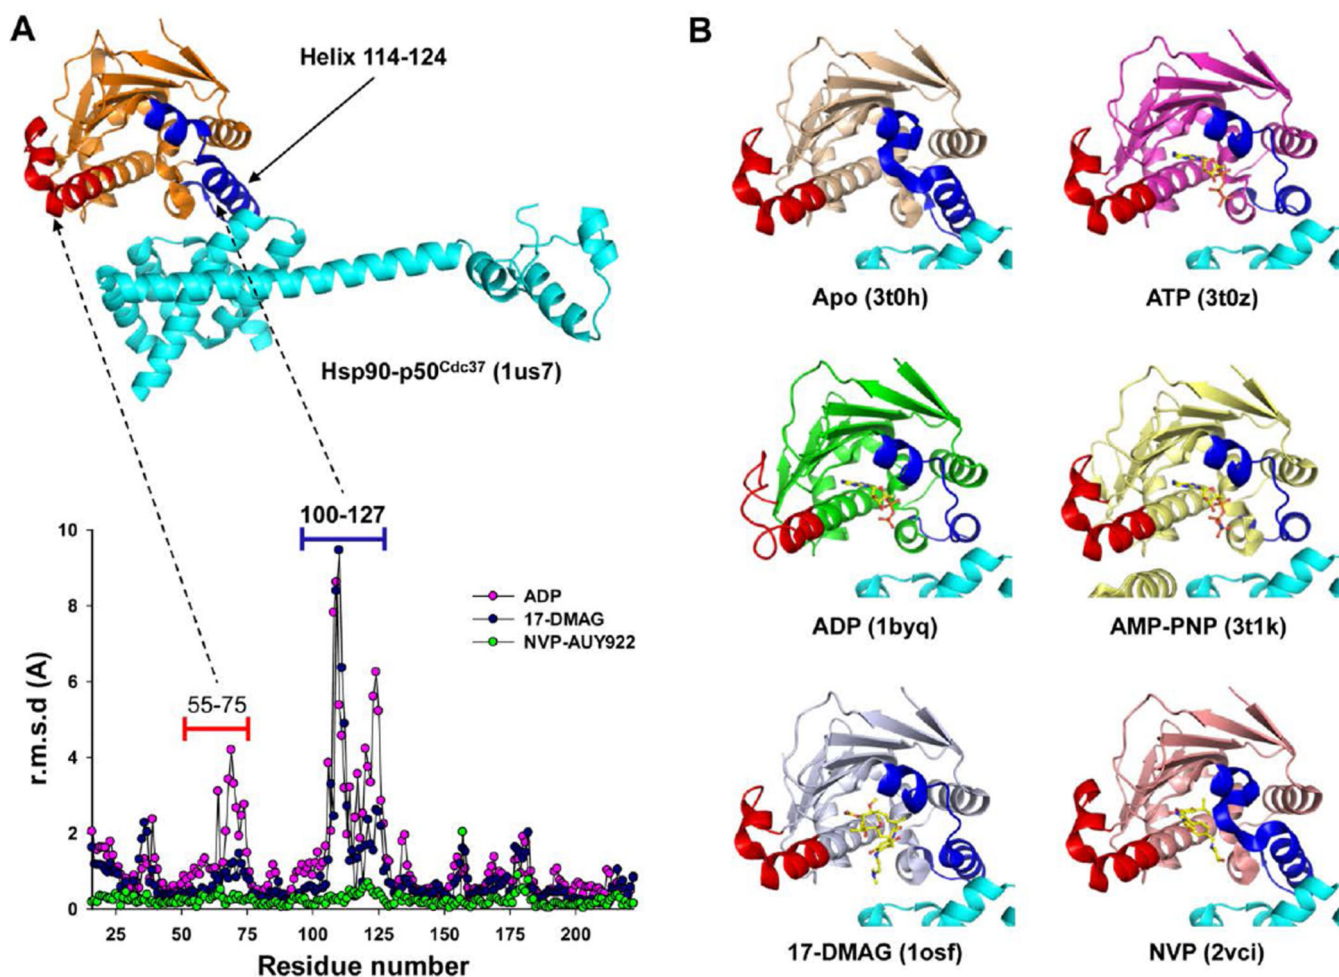 A
Helix 114-124
Hsp90-p50Cdc37 (1us7)
100-127
55-75
ADP
17-DMAG
NVP-AUY922
10
8
6
4
2
0
r.m.s.d (A)
25 50 75 100 125 150 175 200
Residue number
B
Apo (3t0h)
ATP (3t0z)
ADP (1byq)
AMP-PNP (3t1k)
17-DMAG (1osf)
NVP (2vci)